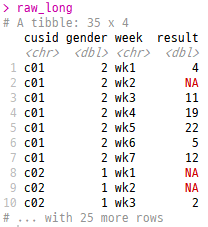 > raw_long
# A tibble: 35 x 4
cusid gender week result
<chr> <dbl> <chr> <dbl>
1 c01 2 wk1 4
2 c01 2 wk2 NA
3 c01 2 wk3 11
4 c01 2 wk4 19
5 c01 2 wk5 22
6 c01 2 wk6 5
7 c01 2 wk7 12
8 c02 1 wk1 NA
9 c02 1 wk2 NA
10 c02 1 wk3 2
# ... with 25 more rows